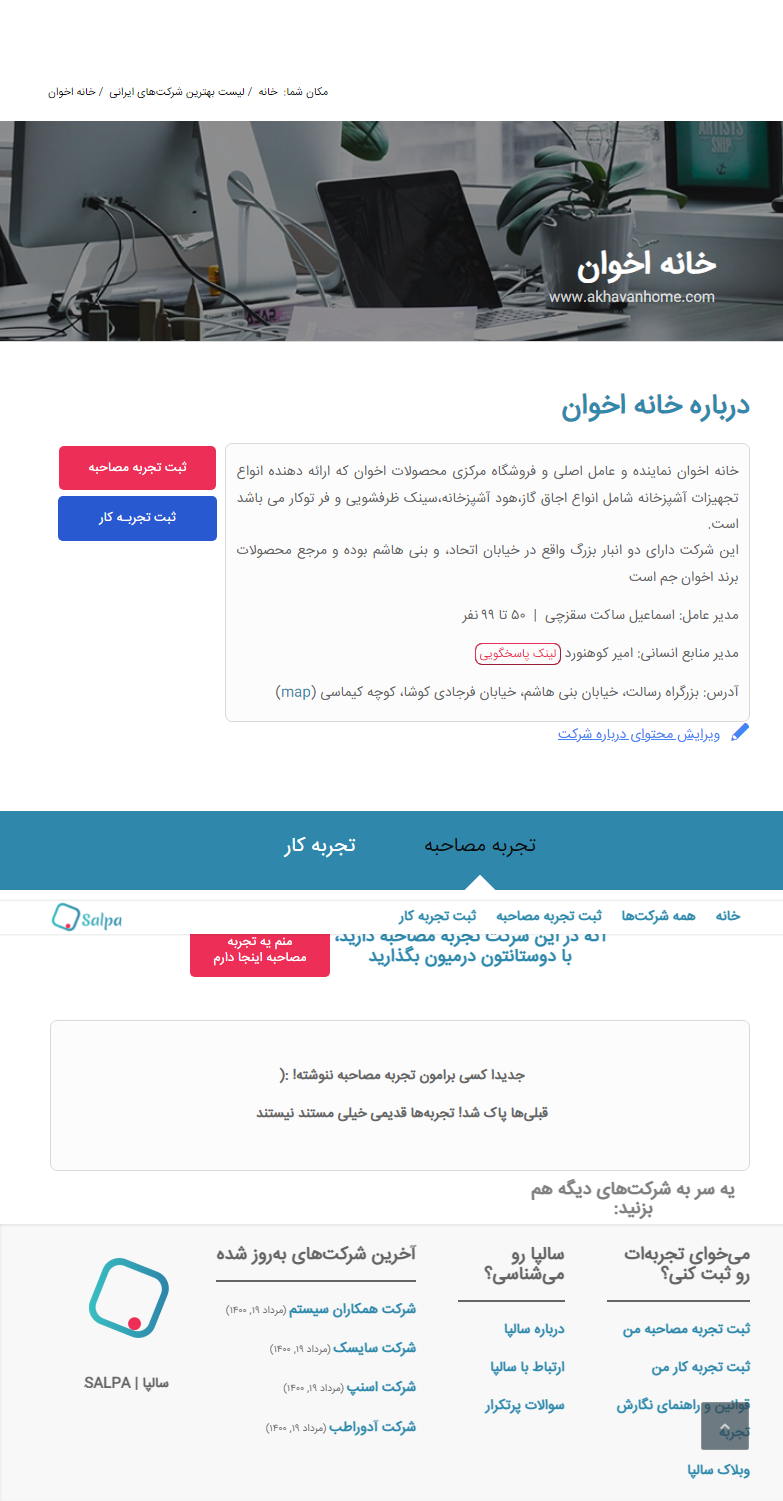 مکان شما: خانه / لیست بهترین شرکت‌های ایرانی / خانه اخوان
ARTISTS
SHIP
خانه اخوان
www.akhavanhome.com
درباره خانه اخوان
ثبت تجربه مصاحبه
ثبت تجربـه کار
خانه اخوان نماینده و عامل اصلی و فروشگاه مرکزی محصولات اخوان که ارائه دهنده انواع
تجهیزات آشپزخانه شامل انواع اجاق گاز،هود آشپزخانه،سینک ظرفشویی و فر توکار می باشد
است.
این شرکت دارای دو انبار بزرگ واقع در خیابان اتحاد، و بنی هاشم بوده و مرجع محصولات
برند اخوان جم است
مدیر عامل: اسماعیل ساکت سقزچی | ۵۰ تا ۹۹ نفر
مدیر منابع انسانی: امیر کوهنورد لینک پاسخگویی
آدرس: بزرگراه رسالت، خیابان بنی هاشم، خیابان فرجادی کوشا، کوچه کیماسی (map)
ویرایش محتوای درباره شرکت
تجربه مصاحبه
تجربه کار
خانه همه شرکت‌ها ثبت تجربه مصاحبه ثبت تجربه کار
Salpa
اگه در این شرکت تجربه مصاحبه دارید،
با دوستانتون درمیون بگذارید
منم یه تجربه
مصاحبه اینجا دارم
جدیدا کسی برامون تجربه مصاحبه ننوشته! :(
قبلی‌ها پاک شد! تجربه‌ها قدیمی خیلی مستند نیستند
یه سر به شرکت‌های دیگه هم
بزنید:
می‌خوای تجربه‌ات
رو ثبت کنی؟
ثبت تجربه مصاحبه من
ثبت تجربه کار من
قوانین و راهنمای نگارش
تجربه
وبلاک سالپا
سالپا رو
می‌شناسی؟
درباره سالپا
ارتباط با سالپا
سوالات پرتکرار
آخرین شرکت‌های به‌روز شده
شرکت همکاران سیستم (مرداد ۱۹, ۱۴۰۰)
شرکت سایسک (مرداد ۱۹, ۱۴۰۰)
شرکت اسنپ (مرداد ۱۹, ۱۴۰۰)
شرکت آدوراطب (مرداد ۱۹, ۱۴۰۰)
سالپا | SALPA